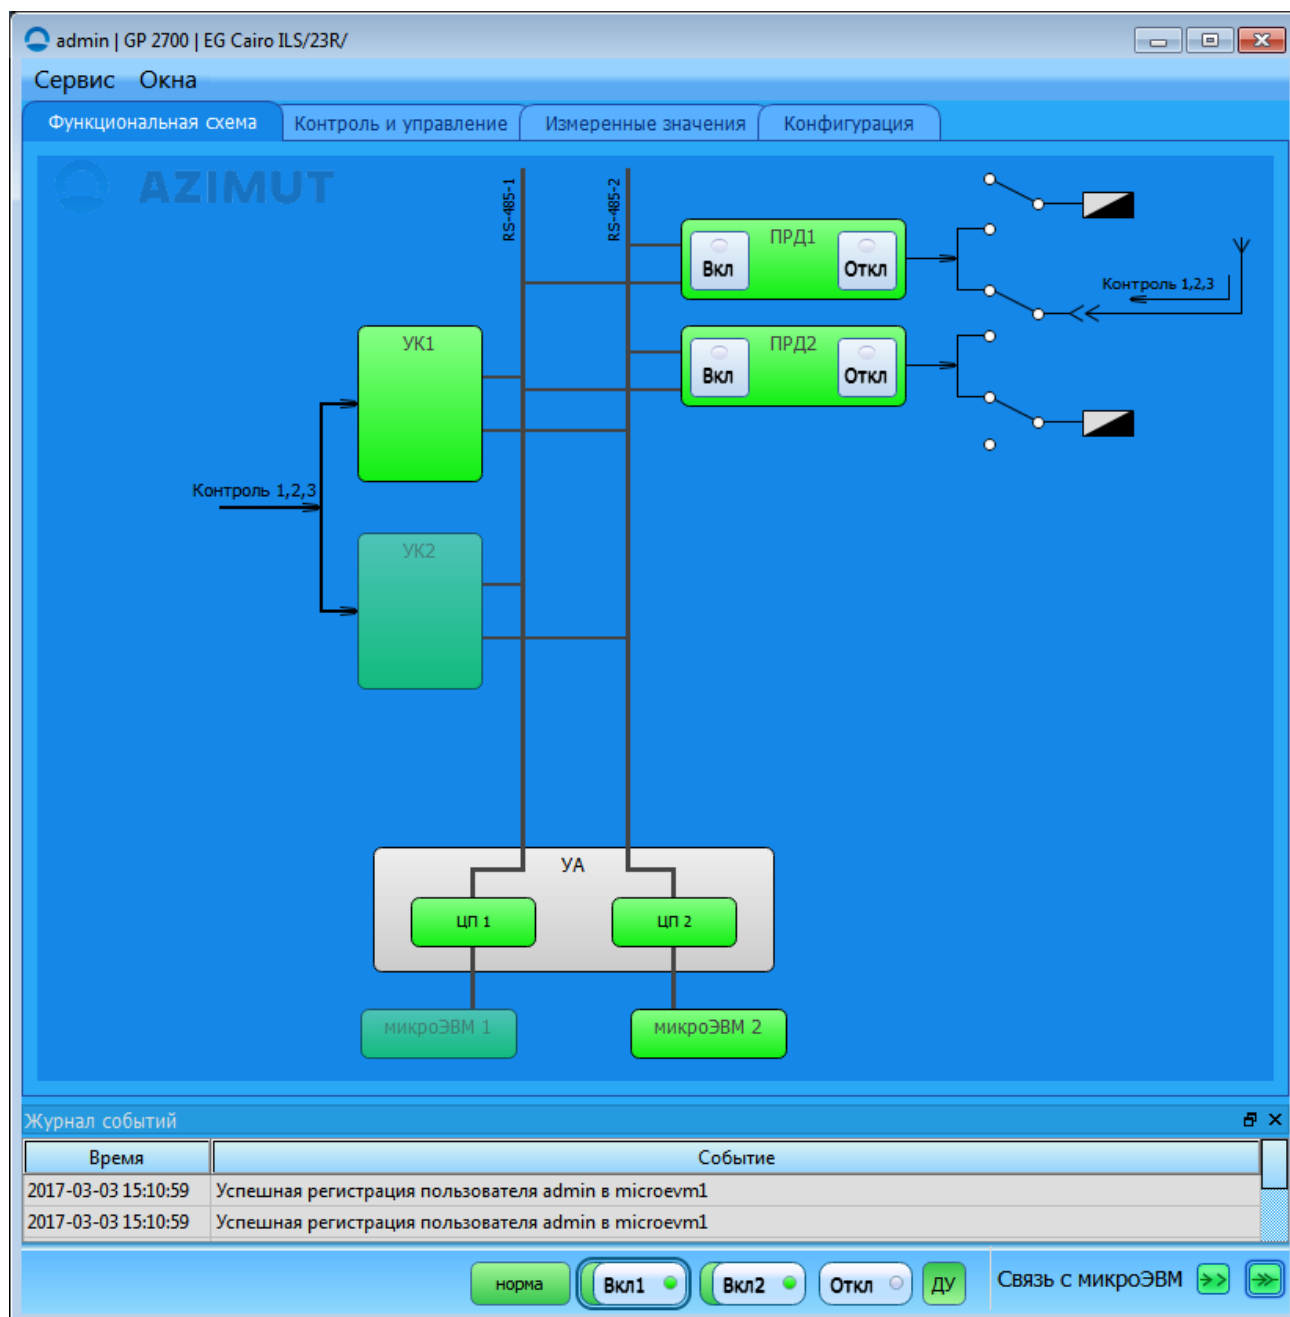 admin | GP 2700 | EG Cairo ILS/23R/
Сервис Окна
Функциональная схема Контроль и управление Измеренные значения Конфигурация
AZIMUT
RS-485-1
RS-485-2
ПРД1
Вкл Откл
Контроль 1,2,3
ПРД2
Вкл Откл
УК1
Контроль 1,2,3
УК2
УА
ЦП 1 ЦП 2
микроЭВМ 1 микроЭВМ 2
Журнал событий
Время Событие
2017-03-03 15:10:59 Успешная регистрация пользователя admin в microevm1
2017-03-03 15:10:59 Успешная регистрация пользователя admin в microevm1
норма Вкл1 Вкл2 Откл ДУ Связь с микроЭВМ